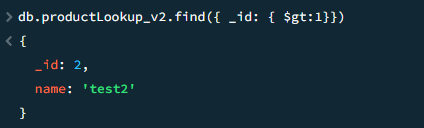 > db.productLookup_v2.find({ _id: { $gt:1}})
< {
_id: 2,
name: 'test2'
}